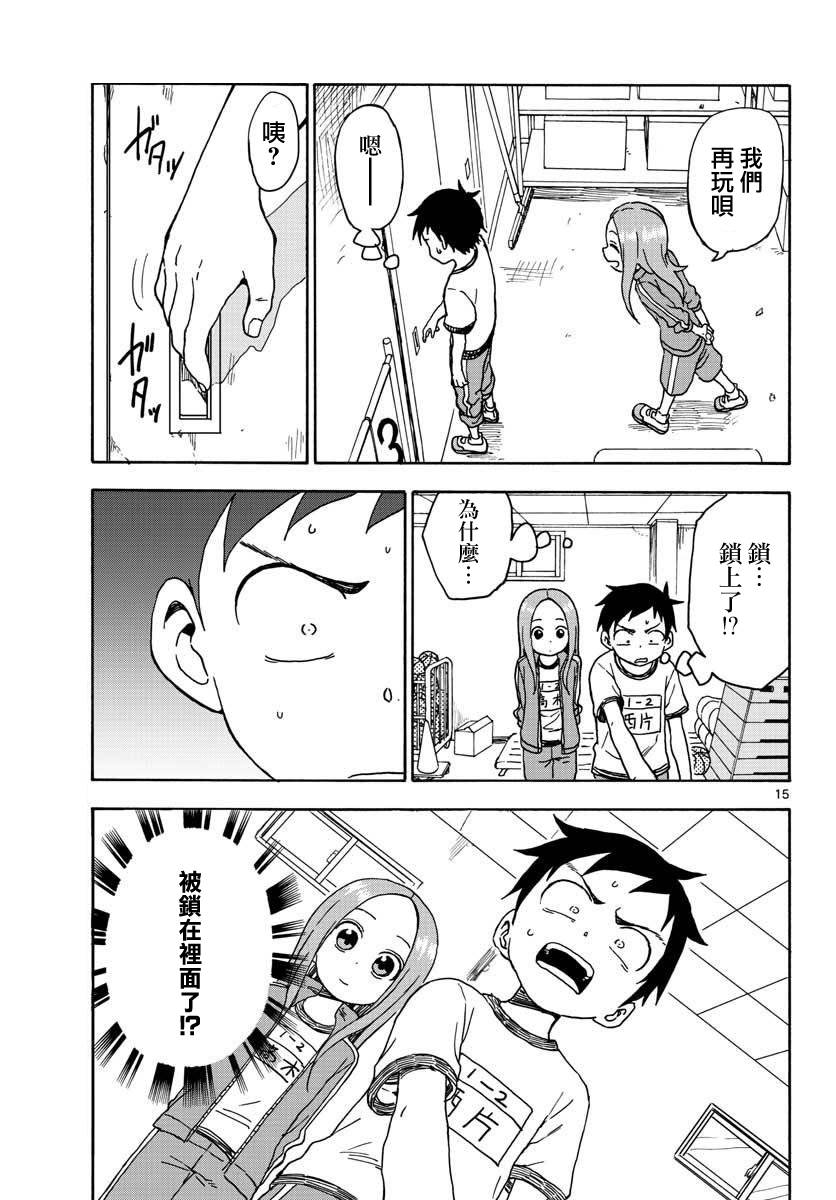 我們
再玩唄
嗯——
3
咦?
ガタッ
ガタッ
鎖…
鎖上了!?
為什麼…
1-2
高木
1-2
西片
15
被鎖在裡面了!?
1-2
高木
1-2
西片